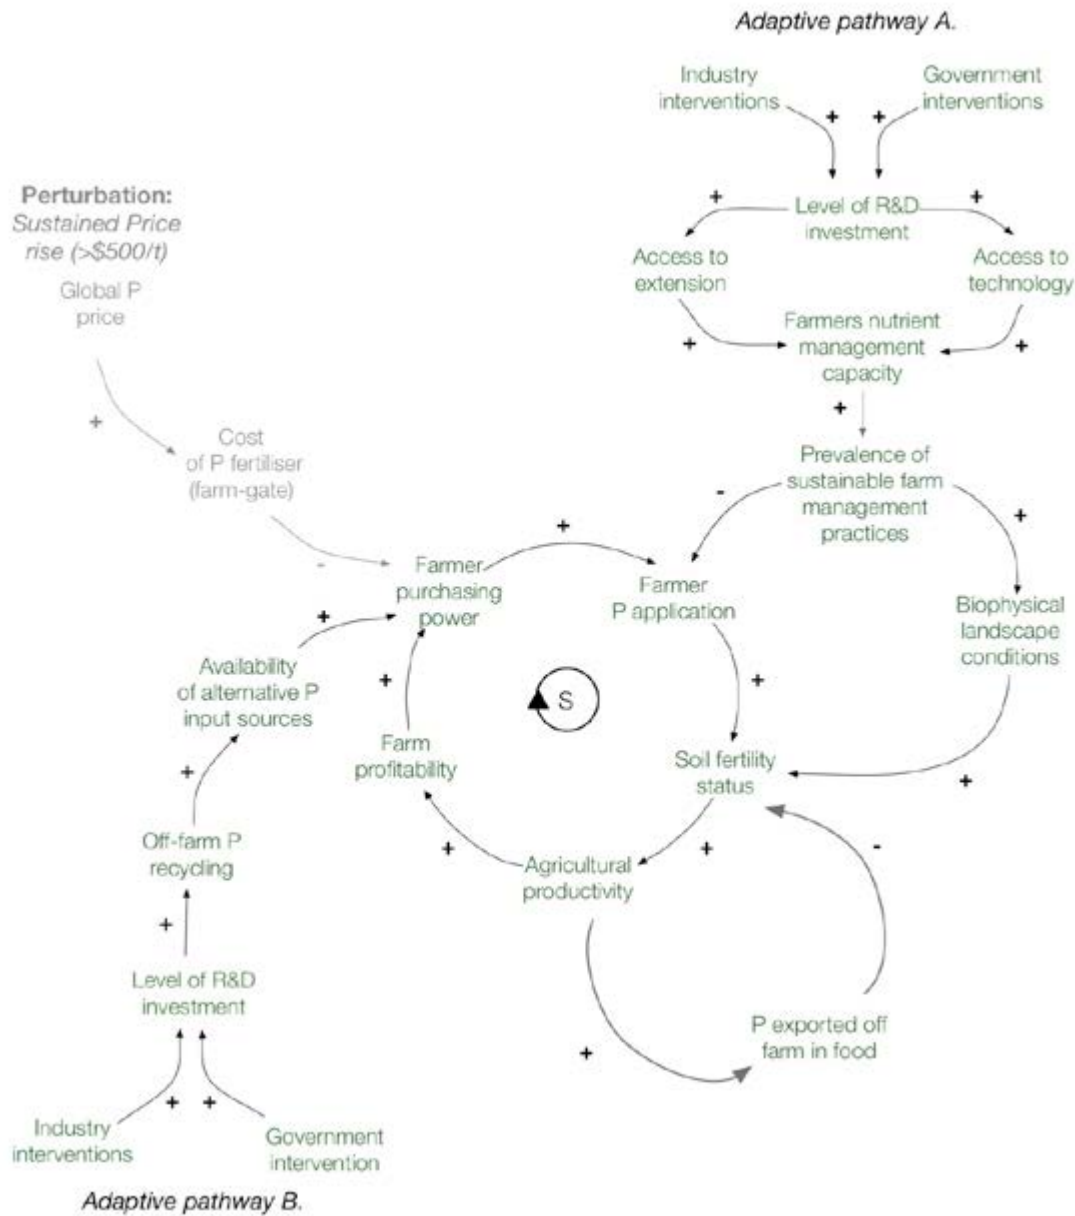 Adaptive pathway A.
Industry
interventions
Government
interventions
+
+
Perturbation:
Sustained Price
rise (>$500/t)
Global P
price
+
Level of R&D
investment
+
Access to
extension
Access to
technology
+
Farmers nutrient
management
capacity
+
+
+
Cost
of P fertiliser
(farm-gate)
Prevalence of
sustainable farm
management
practices
-
+
+
-
Farmer
purchasing
power
Farmer
P application
Biophysical
landscape
conditions
+
Availability
of alternative P
input sources
+
S
+
Farm
profitability
Soil fertility
status
+
+
Off-farm P
recycling
+
Agricultural
productivity
+
-
+
Level of R&D
investment
P exported off
farm in food
+
+
+
Industry
interventions
Government
intervention
Adaptive pathway B.